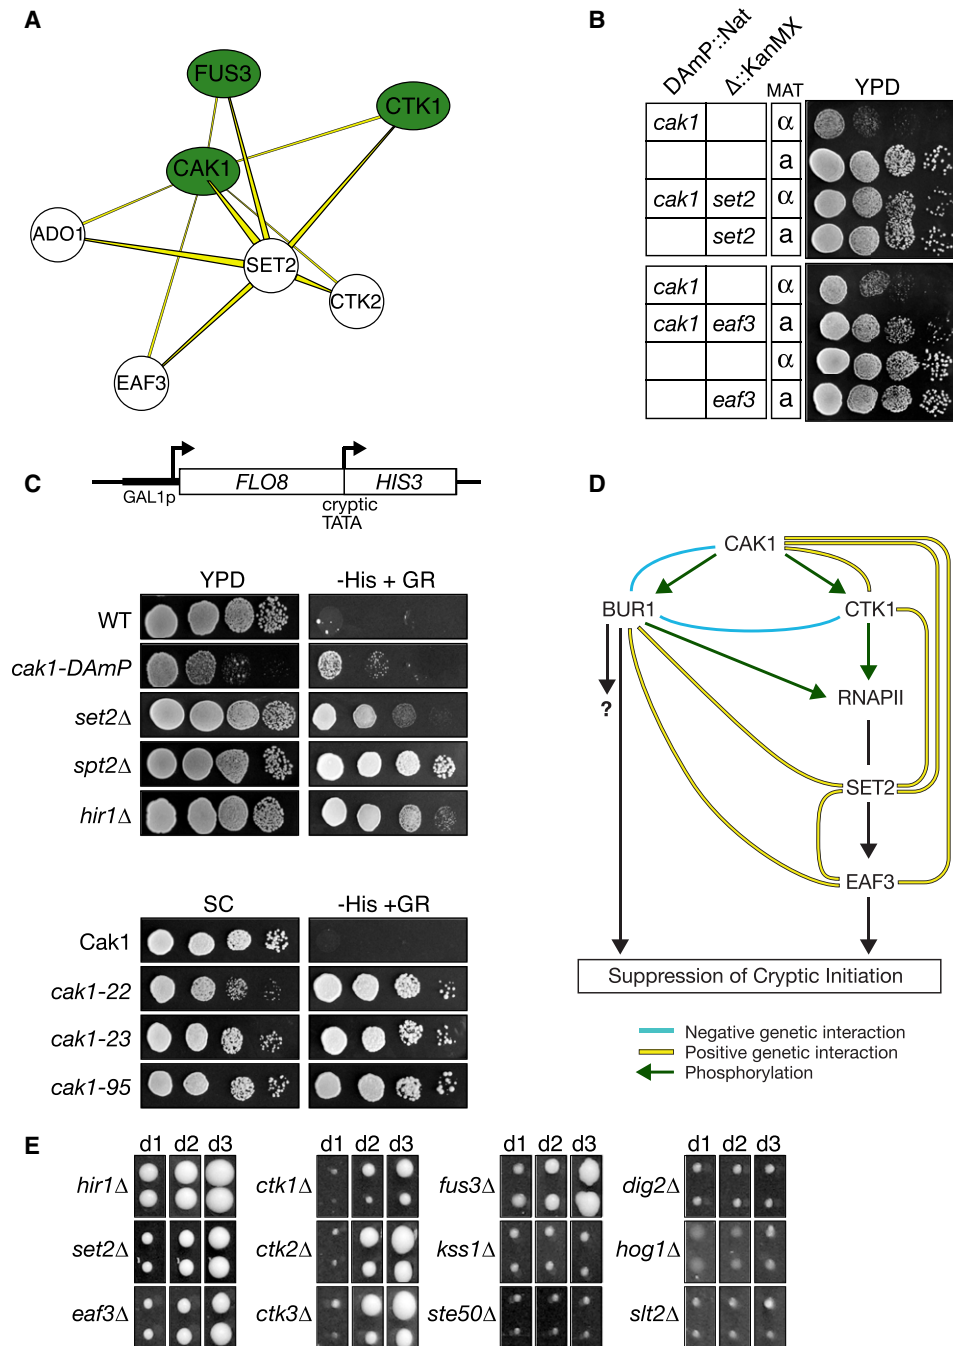 A
FUS3
CTK1
CAK1
ADO1
SET2
CTK2
EAF3
B
DAmP::Nat
Δ::KanMX
MAT
YPD
cak1 α
a
cak1 set2 α
set2 a
cak1 α
cak1 eaf3 a
α
eaf3 a
C
GAL1p
FLO8
HIS3
cryptic
TATA
YPD -His + GR
WT
cak1-DAmP
set2Δ
spt2Δ
hir1Δ
SC -His +GR
Cak1
cak1-22
cak1-23
cak1-95
D
CAK1
BUR1
CTK1
?
RNAPII
SET2
EAF3
Suppression of Cryptic Initiation
Negative genetic interaction
Positive genetic interaction
Phosphorylation
E
d1 d2 d3 d1 d2 d3 d1 d2 d3 d1 d2 d3
hir1Δ ctk1Δ fus3Δ dig2Δ
set2Δ ctk2Δ kss1Δ hog1Δ
eaf3Δ ctk3Δ ste50Δ slt2Δ